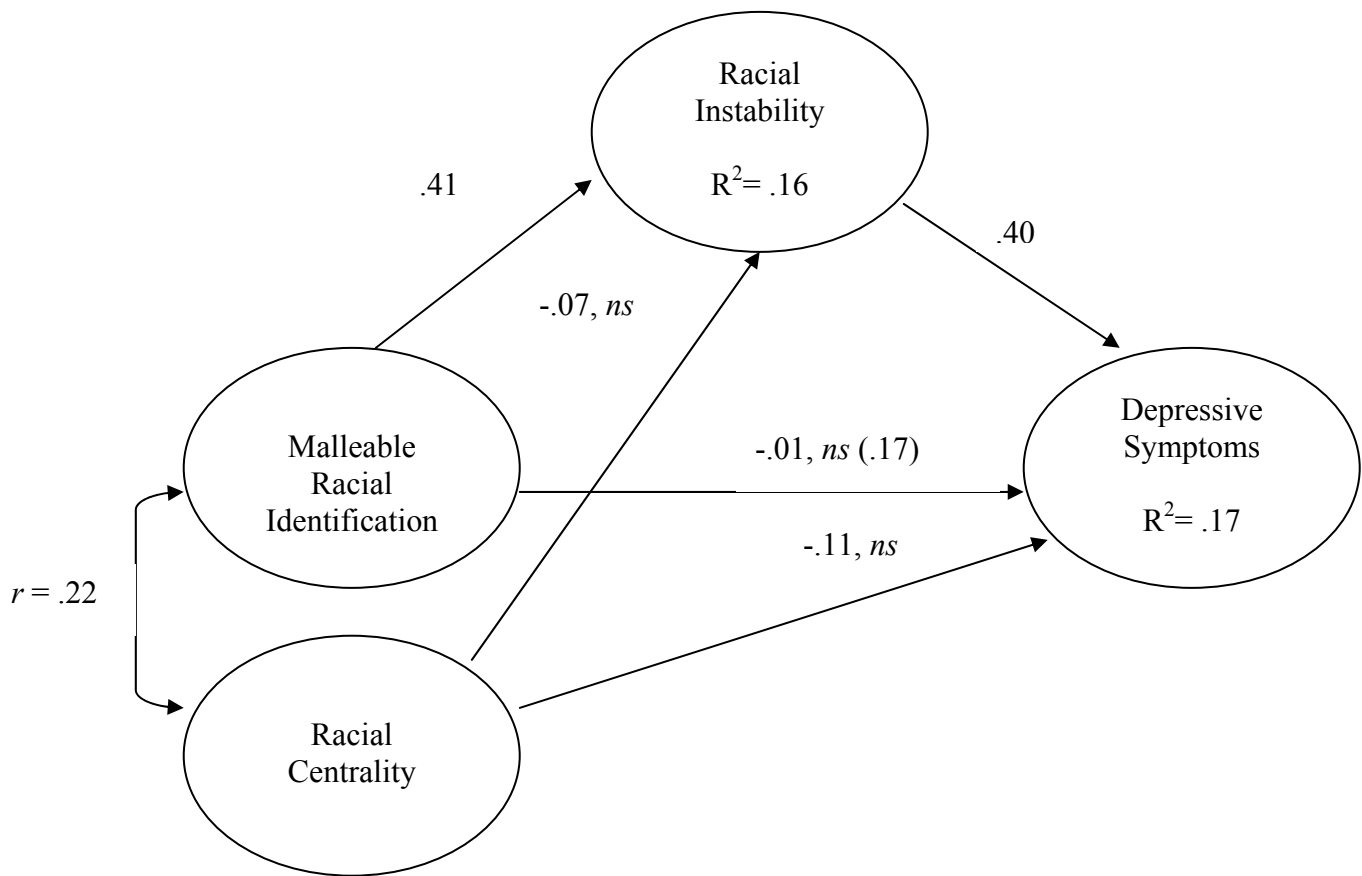 Racial
Instability
R²= .16
.41
.40
-.07, ns
Malleable
Racial
Identification
-.01, ns (.17)
Depressive
Symptoms
R²= .17
-.11, ns
r = .22
Racial
Centrality